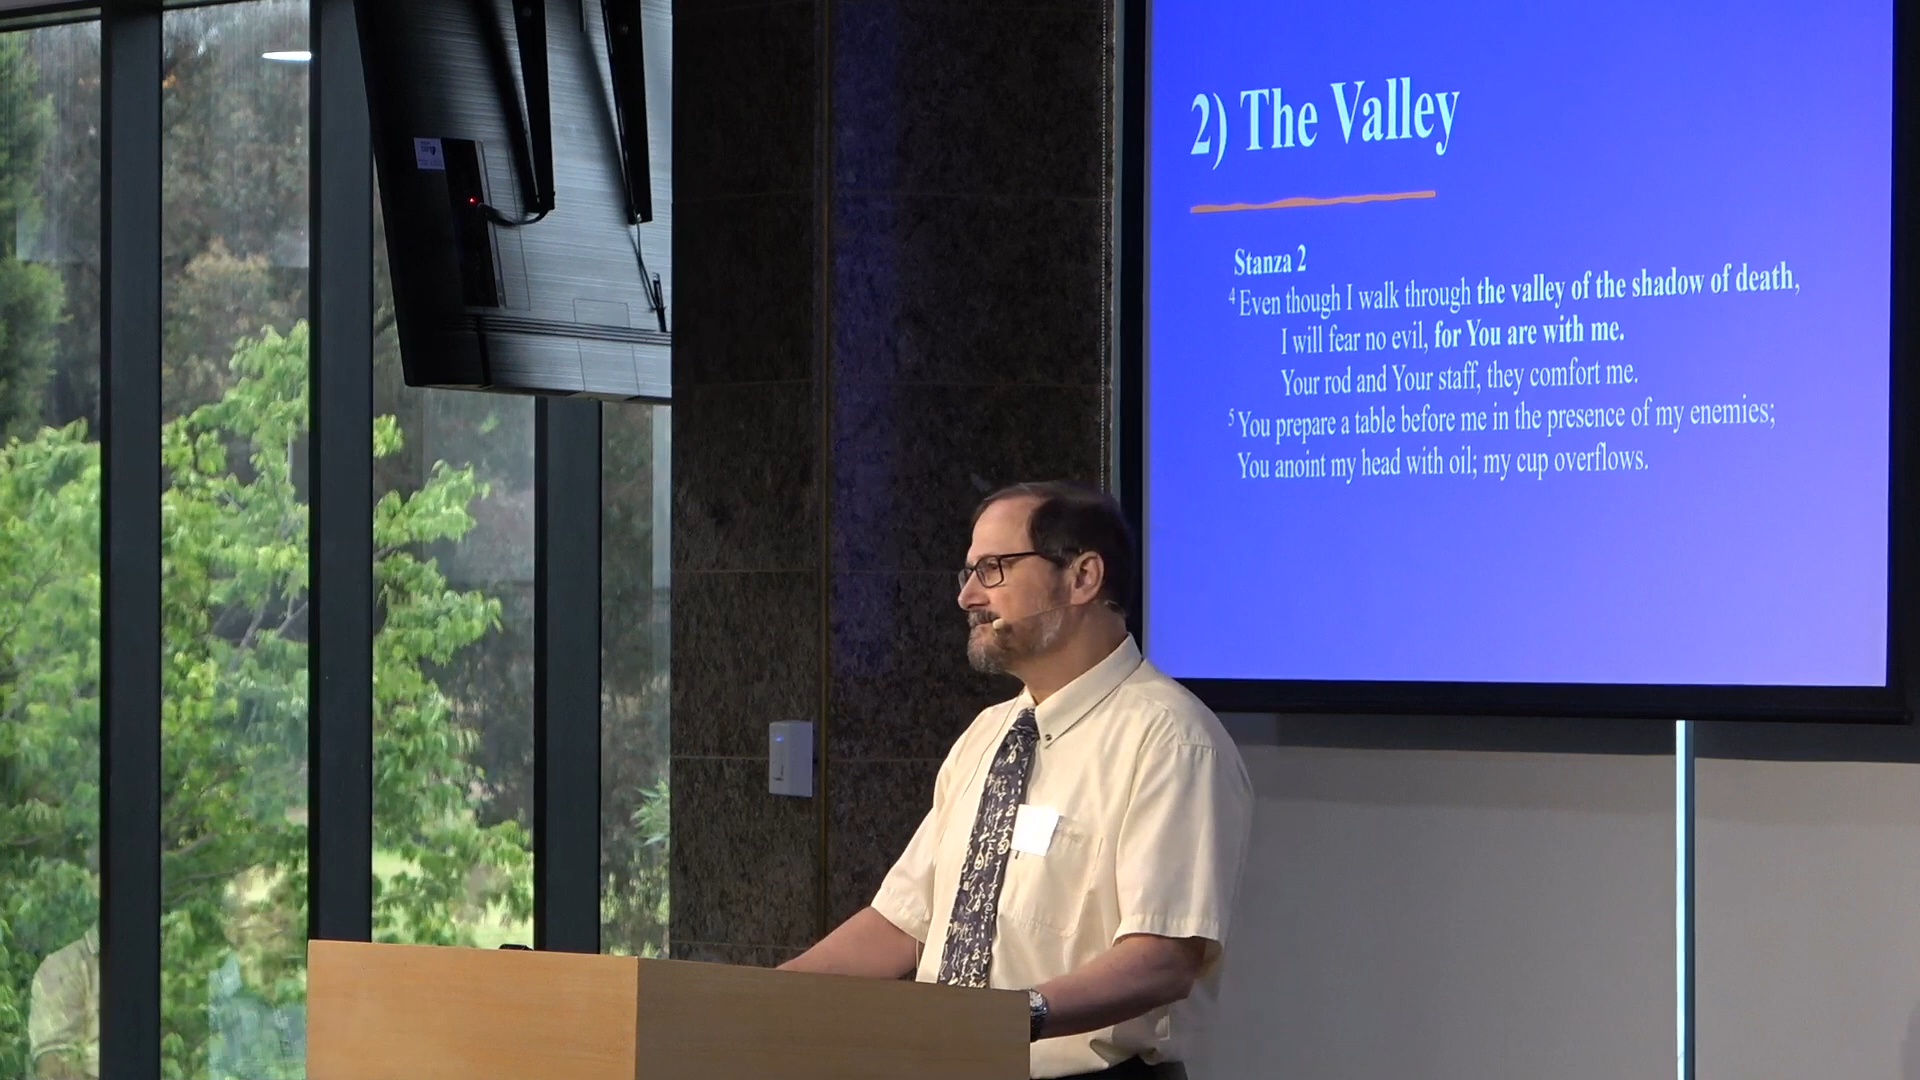 2) The Valley
Stanza 2
4 Even though I walk through the valley of the shadow of death,
I will fear no evil, for You are with me.
Your rod and Your staff, they comfort me.
5 You prepare a table before me in the presence of my enemies;
You anoint my head with oil; my cup overflows.